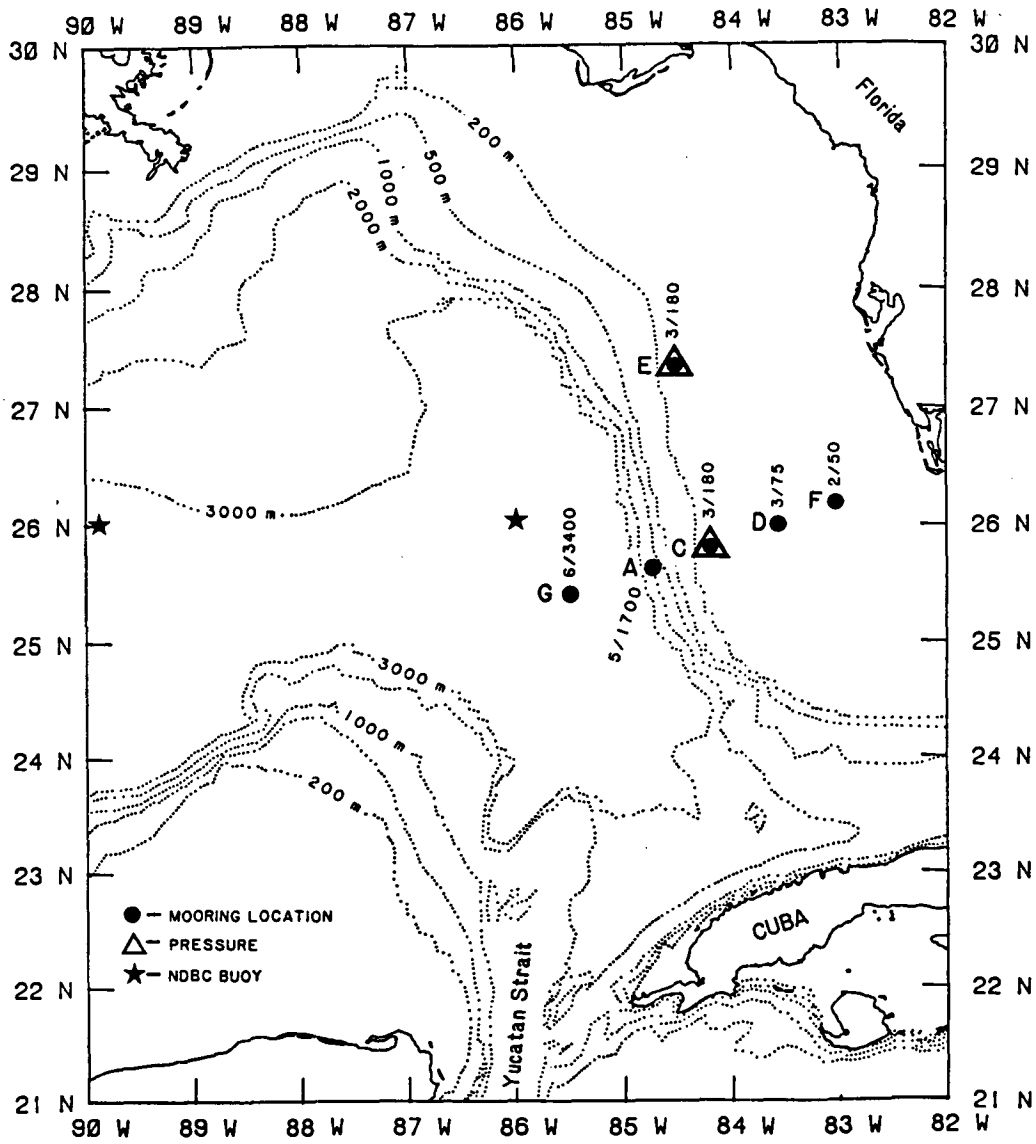 90 W 89 W 88 W 87 W 86 W 85 W 84 W 83 W 82 W
30 N 30 N
Florida
200 m
29 N 29 N
500 m
1000 m
2000 m
28 N 28 N
3/180
E
27 N 27 N
3/180
3/75
2/50
F
D
3000 m
26 N 26 N
C
6/3400
A
G
5/1700
25 N 25 N
3000 m
1000 m
24 N 24 N
200 m
23 N 23 N
MOORING LOCATION
CUBA
PRESSURE
NDBC BUOY
22 N 22 N
Yucatan Strait
21 N 21 N
90 W 89 W 88 W 87 W 86 W 85 W 84 W 83 W 82 W